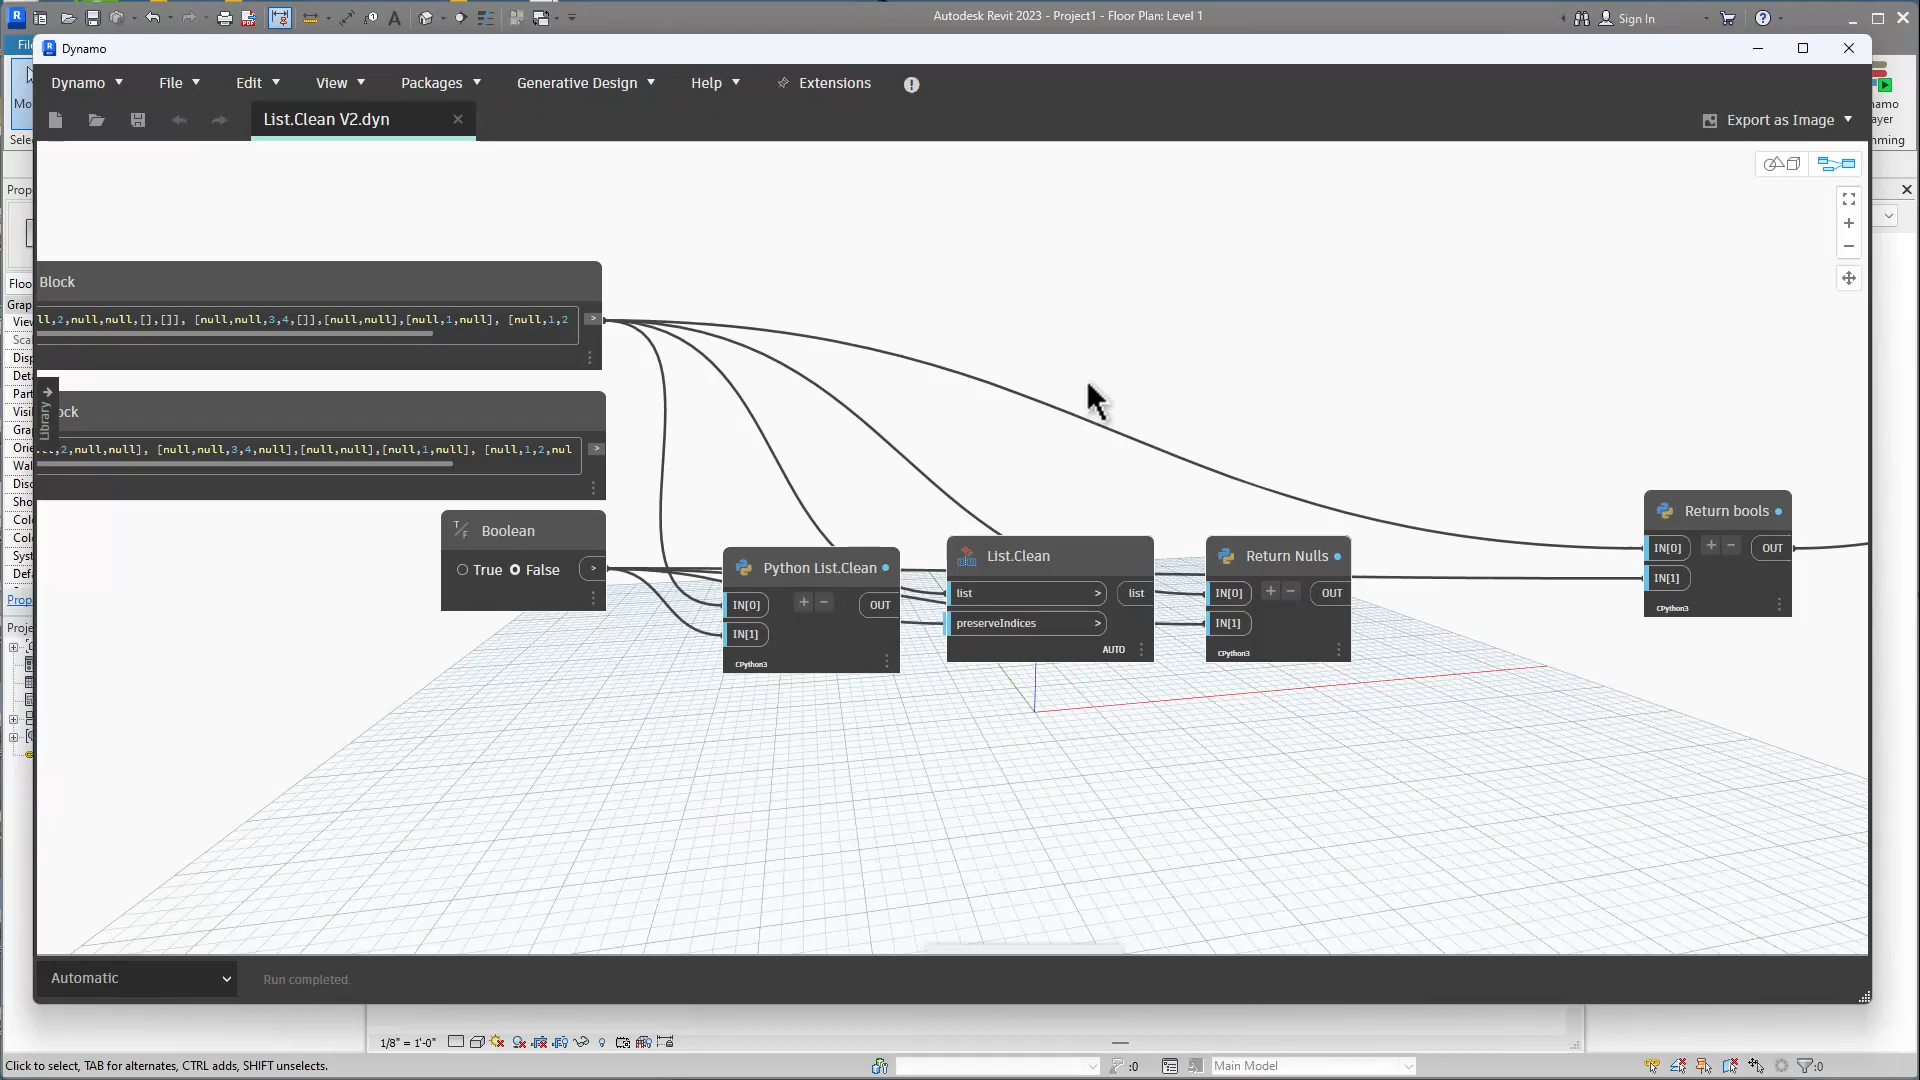 Autodesk Revit 2023 - Project1 - Floor Plan: Level 1
Sign In
Dynamo
Dynamo
File
Edit
View
Packages
Generative Design
Help
Extensions
List.Clean V2.dyn
Export as Image
Block
ll,2,null,null,[],[]], [null,null,3,4,[]],[null,null],[null,1,null], [null,1,2
>
Library
ock
,2,null,null], [null,null,3,4,null],[null,null],[null,1,null], [null,1,2,nul
>
Boolean
True
False
>
Python List.Clean
IN[0]
+ −
OUT
IN[1]
CPython3
List.Clean
list
>
list
preserveIndices
>
AUTO
Return Nulls
IN[0]
+ −
OUT
IN[1]
CPython3
Return bools
IN[0]
+ −
OUT
IN[1]
CPython3
Automatic
Run completed.
1/8" = 1'-0"
Click to select, TAB for alternates, CTRL adds, SHIFT unselects.
:0
Main Model
:0